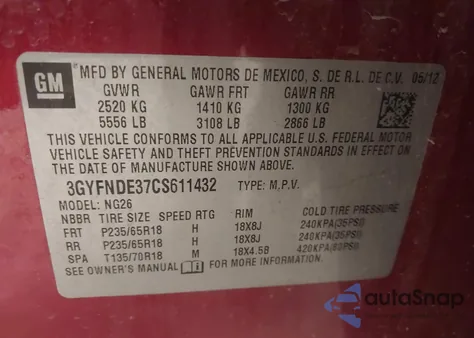 GM
MFD BY GENERAL MOTORS DE MEXICO, S. DE R.L. DE C.V. 05/12
GVWR GAWR FRT GAWR RR
2520 KG 1410 KG 1300 KG
5556 LB 3108 LB 2866 LB
THIS VEHICLE CONFORMS TO ALL APPLICABLE U.S. FEDERAL MOTOR
VEHICLE SAFETY AND THEFT PREVENTION STANDARDS IN EFFECT ON
THE DATE OF MANUFACTURE SHOWN ABOVE.
3GYFNDE37CS611432 TYPE: M.P.V.
MODEL: NG26
NBBR TIRE SIZE SPEED RTG RIM COLD TIRE PRESSURE
FRT P235/65R18 H 18X8J 240KPA(35PSI)
RR P235/65R18 H 18X8J 240KPA(35PSI)
SPA T135/70R18 M 18X4.5B 420KPA(60PSI)
SEE OWNER'S MANUAL FOR MORE INFORMATION
autoSnap